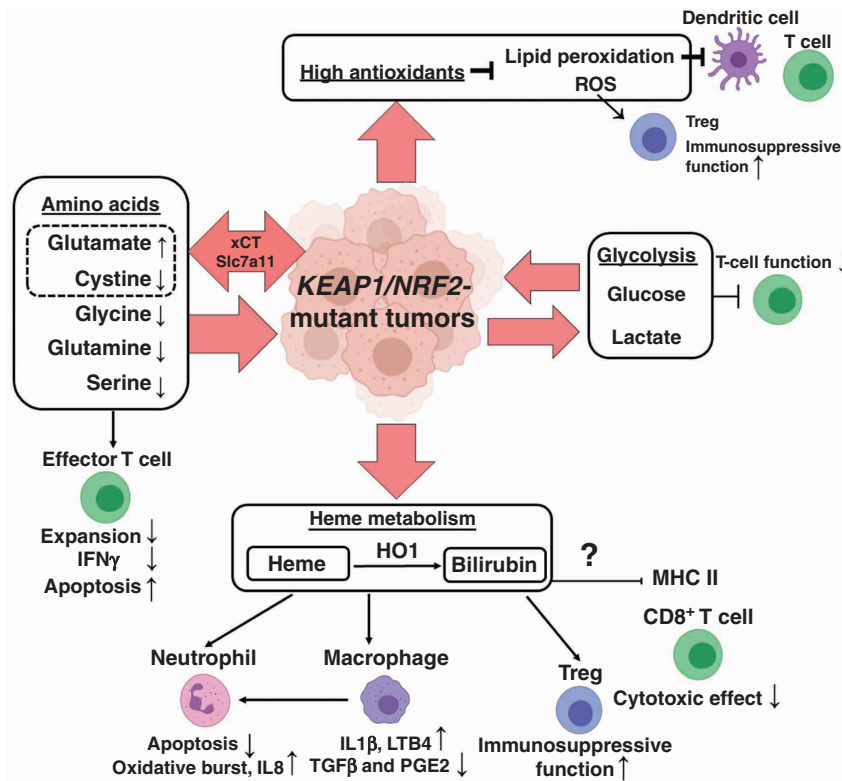 Dendritic cell
T cell
High antioxidants
Lipid peroxidation
ROS
Treg
Immunosuppressive
function ↑
Amino acids
Glutamate ↑
Cystine ↓
Glycine ↓
Glutamine ↓
Serine ↓
xCT
Slc7a11
KEAP1/NRF2-
mutant tumors
Glycolysis
Glucose
Lactate
T-cell function ↓
Effector T cell
Expansion ↓
IFNγ ↓
Apoptosis ↑
Heme metabolism
Heme
HO1
Bilirubin
?
MHC II
CD8+ T cell
Cytotoxic effect ↓
Neutrophil
Apoptosis ↓
Oxidative burst, IL8 ↑
Macrophage
IL1β, LTB4 ↑
TGFβ and PGE2 ↓
Treg
Immunosuppressive
function ↑